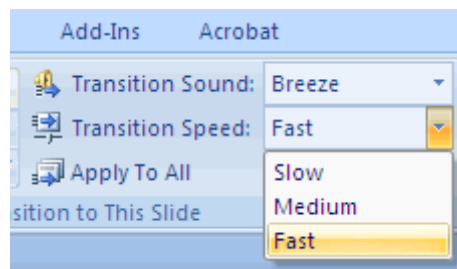 Add-Ins Acrobat
Transition Sound: Breeze
Transition Speed: Fast
Apply To All
Slow
Medium
Fast
sition to This Slide